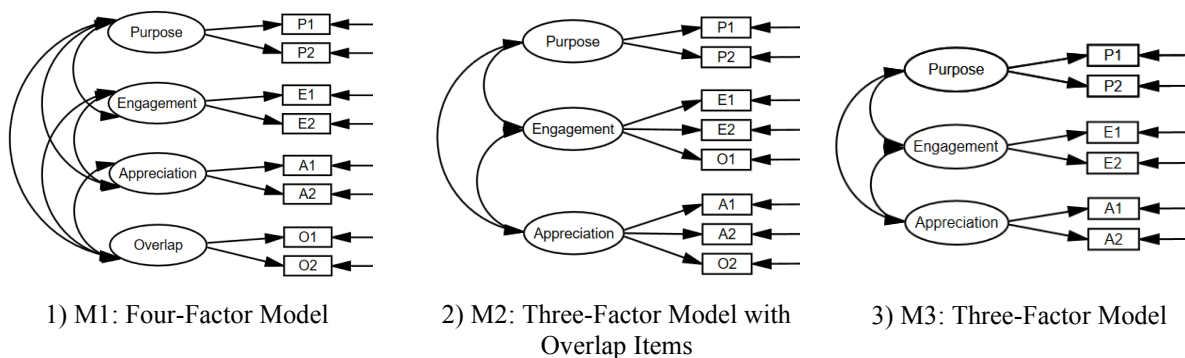 Purpose
P1
P2
Engagement
E1
E2
Appreciation
A1
A2
Overlap
O1
O2
1) M1: Four-Factor Model
Purpose
P1
P2
Engagement
E1
E2
O1
Appreciation
A1
A2
O2
2) M2: Three-Factor Model with
Overlap Items
Purpose
P1
P2
Engagement
E1
E2
Appreciation
A1
A2
3) M3: Three-Factor Model